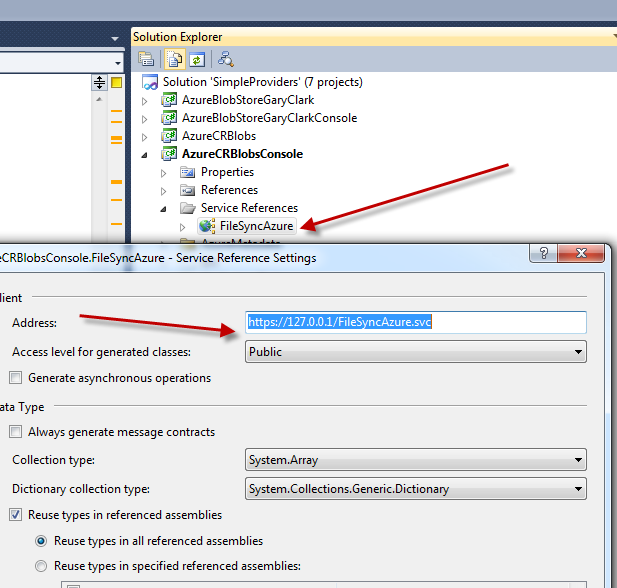 Solution Explorer
Solution 'SimpleProviders' (7 projects)
AzureBlobStoreGaryClark
AzureBlobStoreGaryClarkConsole
AzureCRBlobs
AzureCRBlobsConsole
Properties
References
Service References
FileSyncAzure
AzureMetadata
eCRBlobsConsole.FileSyncAzure - Service Reference Settings
lient
Address:
https://127.0.0.1/FileSyncAzure.svc
Access level for generated classes:
Public
Generate asynchronous operations
ata Type
Always generate message contracts
Collection type:
System.Array
Dictionary collection type:
System.Collections.Generic.Dictionary
Reuse types in referenced assemblies
Reuse types in all referenced assemblies
Reuse types in specified referenced assemblies: